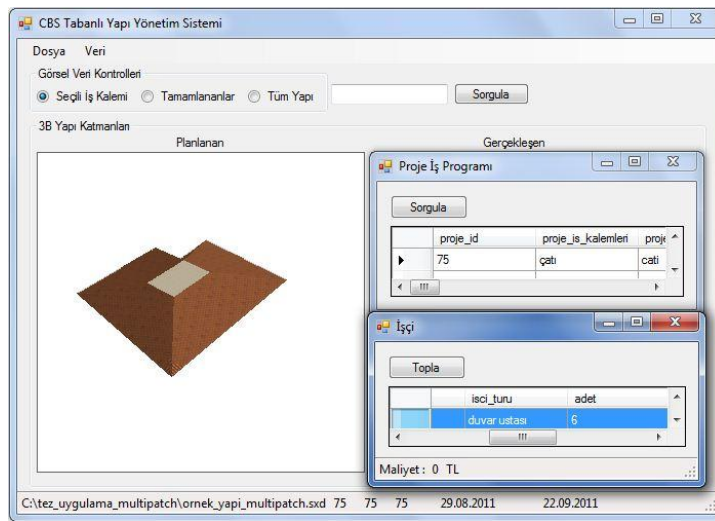 CBS Tabanlı Yapı Yönetim Sistemi
Dosya Veri
Görsel Veri Kontrolleri
Seçili İş Kalemi Tamamlananlar Tüm Yapı Sorgula
3B Yapı Katmanları
Planlanan Gerçekleşen
Proje İş Programı
Sorgula
proje_id proje_is_kalemleri proje
75 çatı cati
İşçi
Topla
isci_turu adet
duvar ustası 6
Maliyet : 0 TL
C:\tez_uygulama_multipatch\ornek_yapi_multipatch.sxd 75 75 75 29.08.2011 22.09.2011